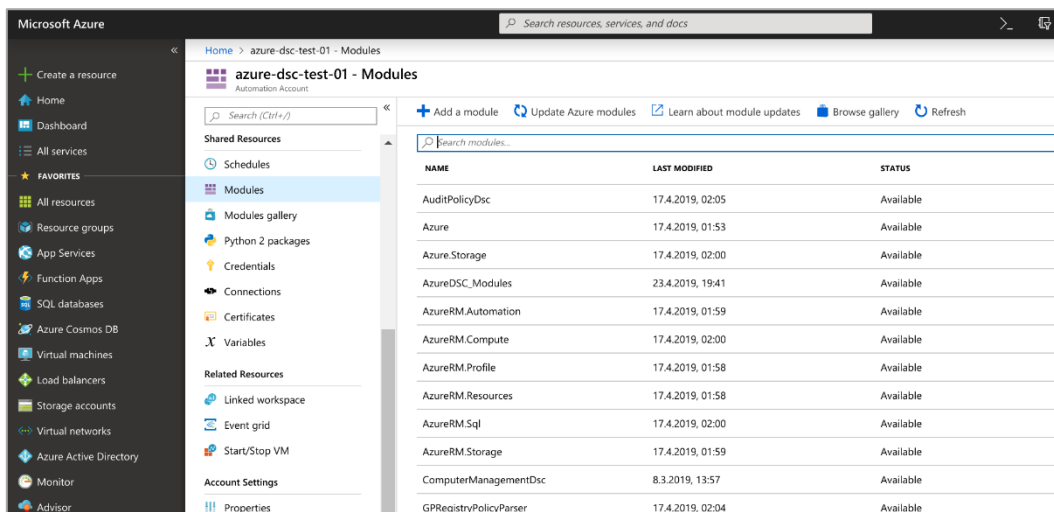 Microsoft Azure
Search resources, services, and docs
Create a resource
Home
Dashboard
All services
FAVORITES
All resources
Resource groups
App Services
Function Apps
SQL databases
Azure Cosmos DB
Virtual machines
Load balancers
Storage accounts
Virtual networks
Azure Active Directory
Monitor
Advisor
Home > azure-dsc-test-01 - Modules
azure-dsc-test-01 - Modules
Automation Account
Search (Ctrl+/)
Shared Resources
Schedules
Modules
Modules gallery
Python 2 packages
Credentials
Connections
Certificates
Variables
Related Resources
Linked workspace
Event grid
Start/Stop VM
Account Settings
Properties
Add a module Update Azure modules Learn about module updates Browse gallery Refresh
Search modules...
NAME LAST MODIFIED STATUS
AuditPolicyDsc 17.4.2019, 02:05 Available
Azure 17.4.2019, 01:53 Available
Azure.Storage 17.4.2019, 02:00 Available
AzureDSC_Modules 23.4.2019, 19:41 Available
AzureRM.Automation 17.4.2019, 01:59 Available
AzureRM.Compute 17.4.2019, 02:00 Available
AzureRM.Profile 17.4.2019, 01:58 Available
AzureRM.Resources 17.4.2019, 01:58 Available
AzureRM.Sql 17.4.2019, 02:00 Available
AzureRM.Storage 17.4.2019, 01:59 Available
ComputerManagementDsc 8.3.2019, 13:57 Available
GPRegistryPolicyParser 17.4.2019, 02:04 Available